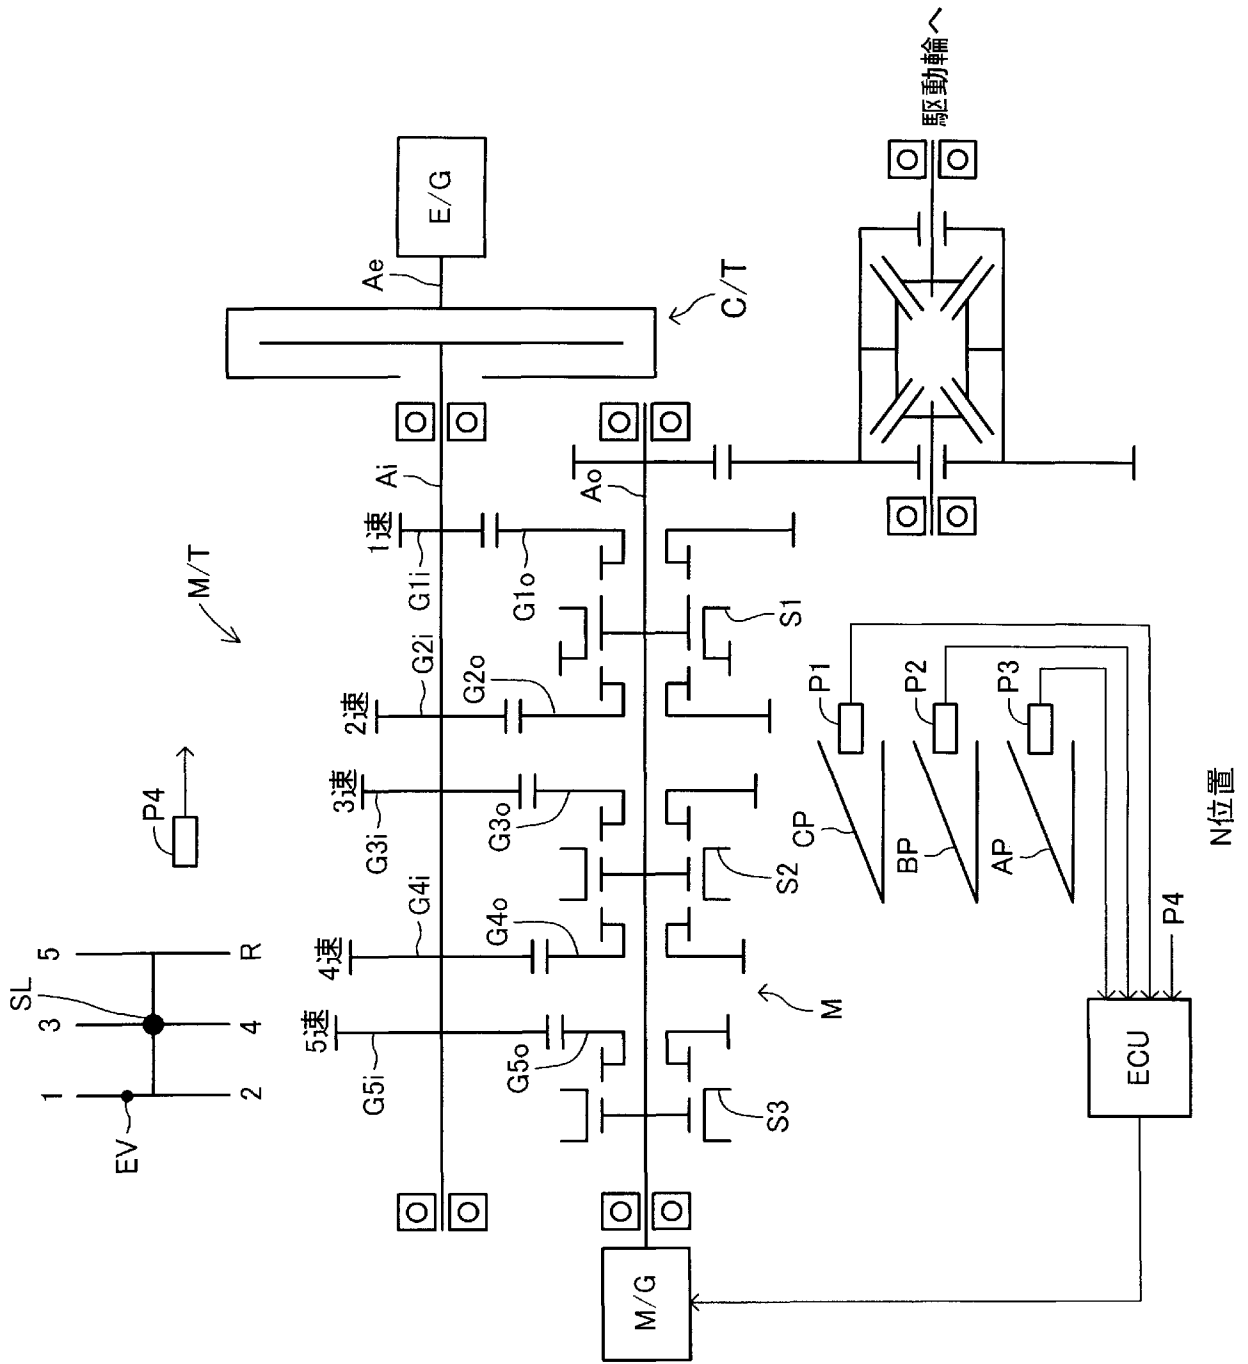 M/T
P4
SL
1
3
5
2
4
R
EV
5速
4速
3速
2速
1速
G5i
G4i
G3i
G2i
G1i
Ai
Ae
E/G
C/T
G5o
G4o
G3o
G2o
G1o
Ao
M/G
S3
M
S2
S1
CP
BP
AP
P1
P2
P3
P4
ECU
駆動輪へ
N位置